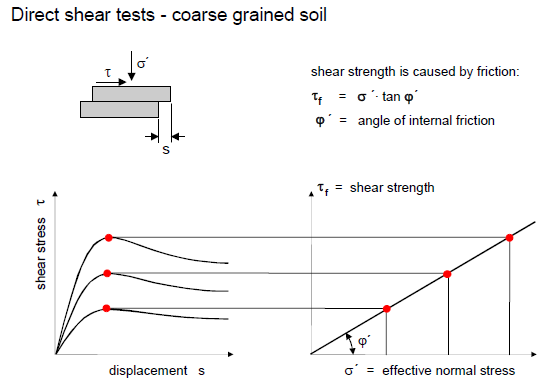 Direct shear tests - coarse grained soil
τ
σ´
s
shear strength is caused by friction:
τf = σ´· tan φ´
φ´ = angle of internal friction
shear stress τ
displacement s
τf = shear strength
φ´
σ´ = effective normal stress